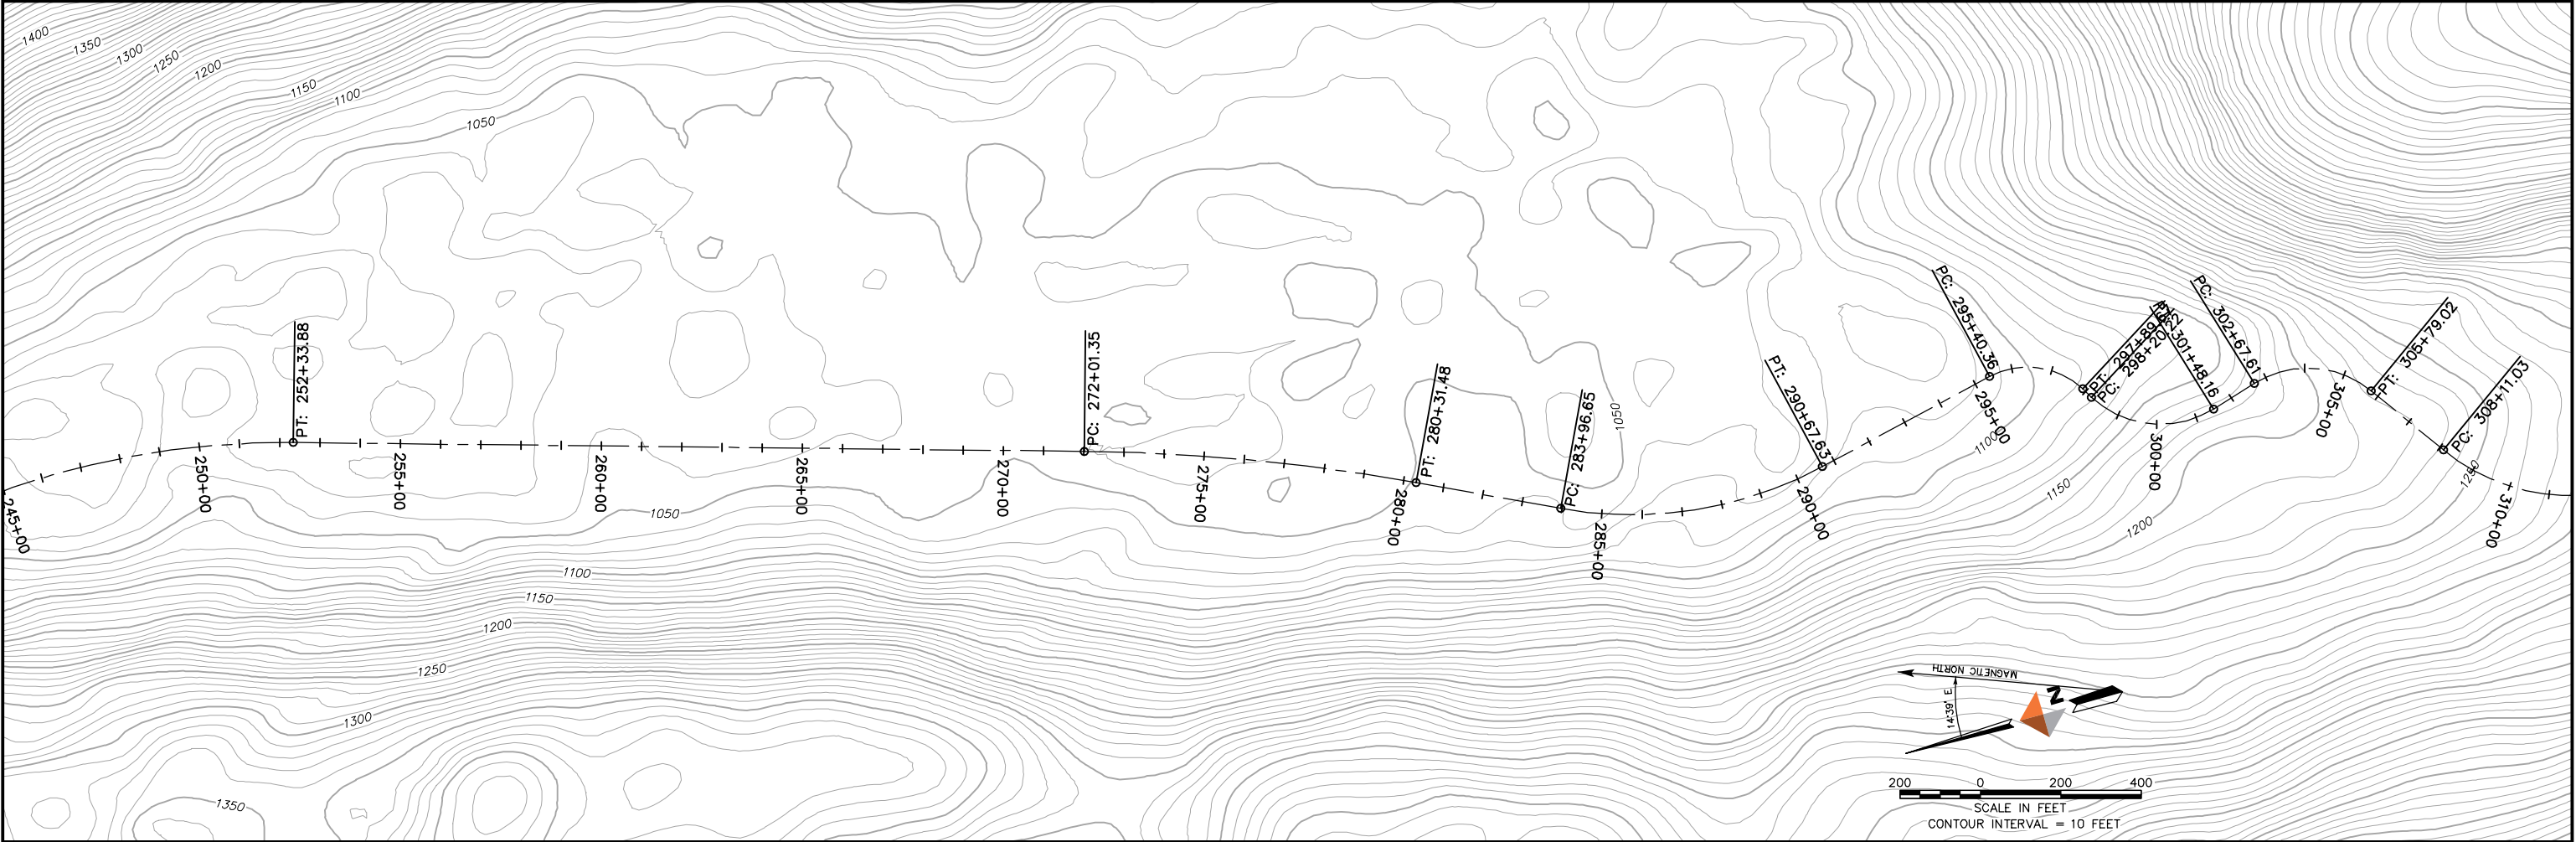 1400
1350
1300
1250
1200
1150
1100
1050
PT: 252+33.88
PC: 272+01.35
PT: 280+31.48
PC: 283+96.65
PT: 290+67.63
PC: 295+40.36
PT: 297+89.67
PC: 298+20.22
PT: 301+48.16
PC: 302+67.61
PT: 305+79.02
PC: 308+11.03
245+00
250+00
255+00
260+00
265+00
270+00
275+00
280+00
285+00
290+00
295+00
300+00
305+00
310+00
1050
1050
1100
1150
1200
1250
1100
1150
1200
1250
1300
1350
MAGNETIC NORTH
14°39' E
N
200 0 200 400
SCALE IN FEET
CONTOUR INTERVAL = 10 FEET